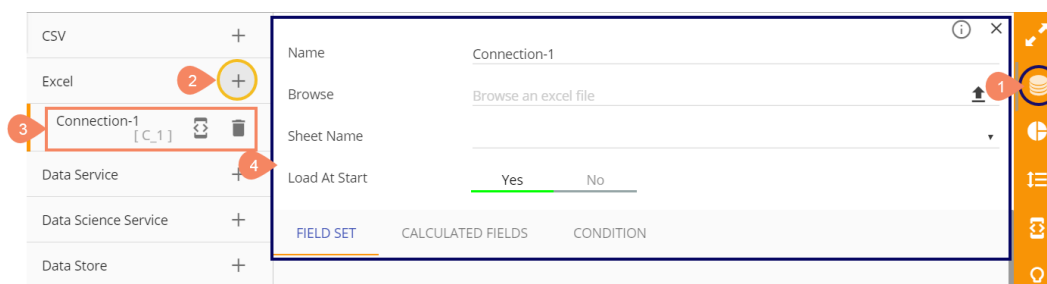 CSV +
Excel 2 +
3 Connection-1
[ C_1 ]
Data Service +
Data Science Service +
Data Store +
4
Name Connection-1
Browse Browse an excel file
Sheet Name
Load At Start Yes No
FIELD SET CALCULATED FIELDS CONDITION
1